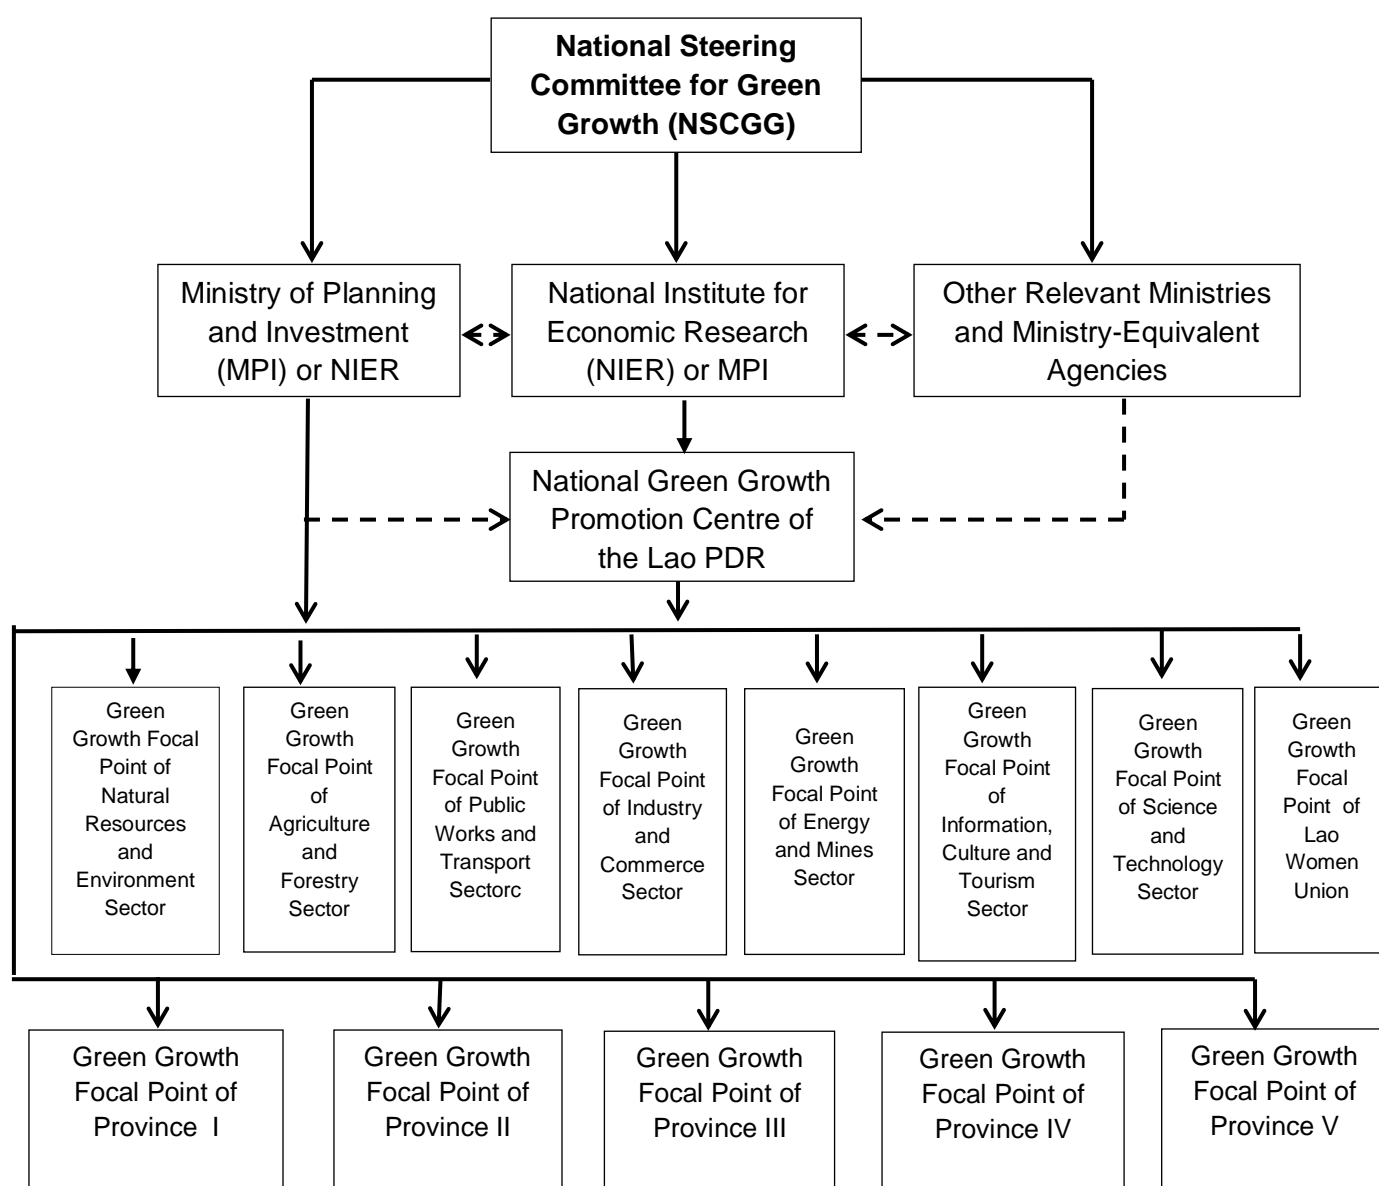 National Steering
Committee for Green
Growth (NSCGG)
Ministry of Planning
and Investment
(MPI) or NIER
National Institute for
Economic Research
(NIER) or MPI
Other Relevant Ministries
and Ministry-Equivalent
Agencies
National Green Growth
Promotion Centre of
the Lao PDR
Green
Growth Focal
Point of
Natural
Resources
and
Environment
Sector
Green
Growth
Focal Point
of
Agriculture
and
Forestry
Sector
Green
Growth
Focal Point
of Public
Works and
Transport
Sectorc
Green
Growth
Focal Point
of Industry
and
Commerce
Sector
Green
Growth
Focal Point
of Energy
and Mines
Sector
Green
Growth
Focal Point
of
Information,
Culture and
Tourism
Sector
Green
Growth
Focal Point
of Science
and
Technology
Sector
Green
Growth
Focal
Point of
Lao
Women
Union
Green Growth
Focal Point of
Province I
Green Growth
Focal Point of
Province II
Green Growth
Focal Point of
Province III
Green Growth
Focal Point of
Province IV
Green Growth
Focal Point of
Province V